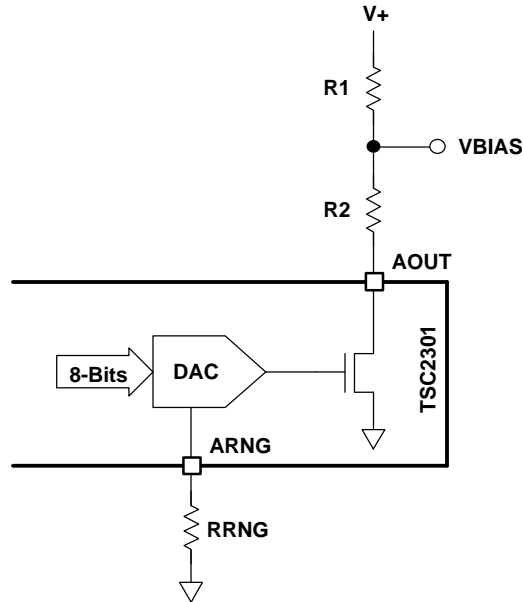 V+
R1
VBIAS
R2
AOUT
8-Bits
DAC
TSC2301
ARNG
RRNG